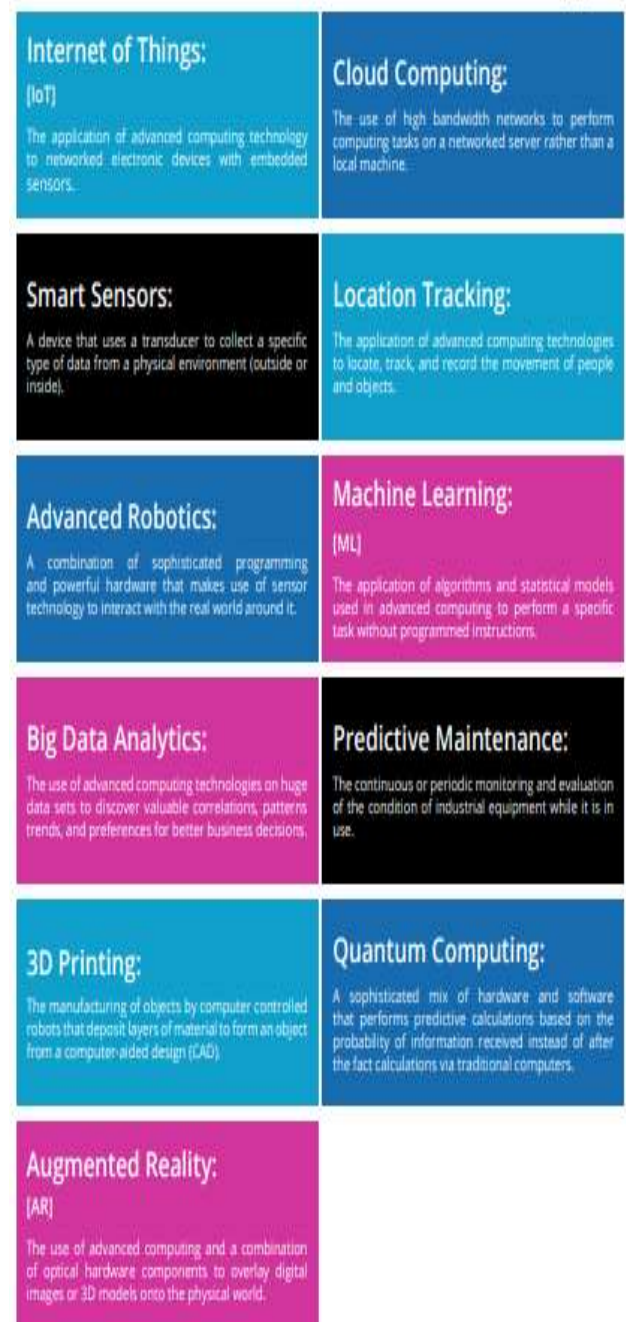 Internet of Things:
[IoT]
The application of advanced computing technology
to networked electronic devices with embedded
sensors.
Cloud Computing:
The use of high bandwidth networks to perform
computing tasks on a networked server rather than a
local machine.
Smart Sensors:
A device that uses a transducer to collect a specific
type of data from a physical environment (outside or
inside).
Location Tracking:
The application of advanced computing technologies
to locate, track, and record the movement of people
and objects.
Advanced Robotics:
A combination of sophisticated programming
and powerful hardware that makes use of sensor
technology to interact with the real world around it.
Machine Learning:
[ML]
The application of algorithms and statistical models
used in advanced computing to perform a specific
task without programmed instructions.
Big Data Analytics:
The use of advanced computing technologies on huge
data sets to discover valuable correlations, patterns
trends, and preferences for better business decisions.
Predictive Maintenance:
The continuous or periodic monitoring and evaluation
of the condition of industrial equipment while it is in
use.
3D Printing:
The manufacturing of objects by computer controlled
robots that deposit layers of material to form an object
from a computer-aided design (CAD).
Quantum Computing:
A sophisticated mix of hardware and software
that performs predictive calculations based on the
probability of information received instead of after
the fact calculations via traditional computers.
Augmented Reality:
[AR]
The use of advanced computing and a combination
of optical hardware components to overlay digital
images or 3D models onto the physical world.